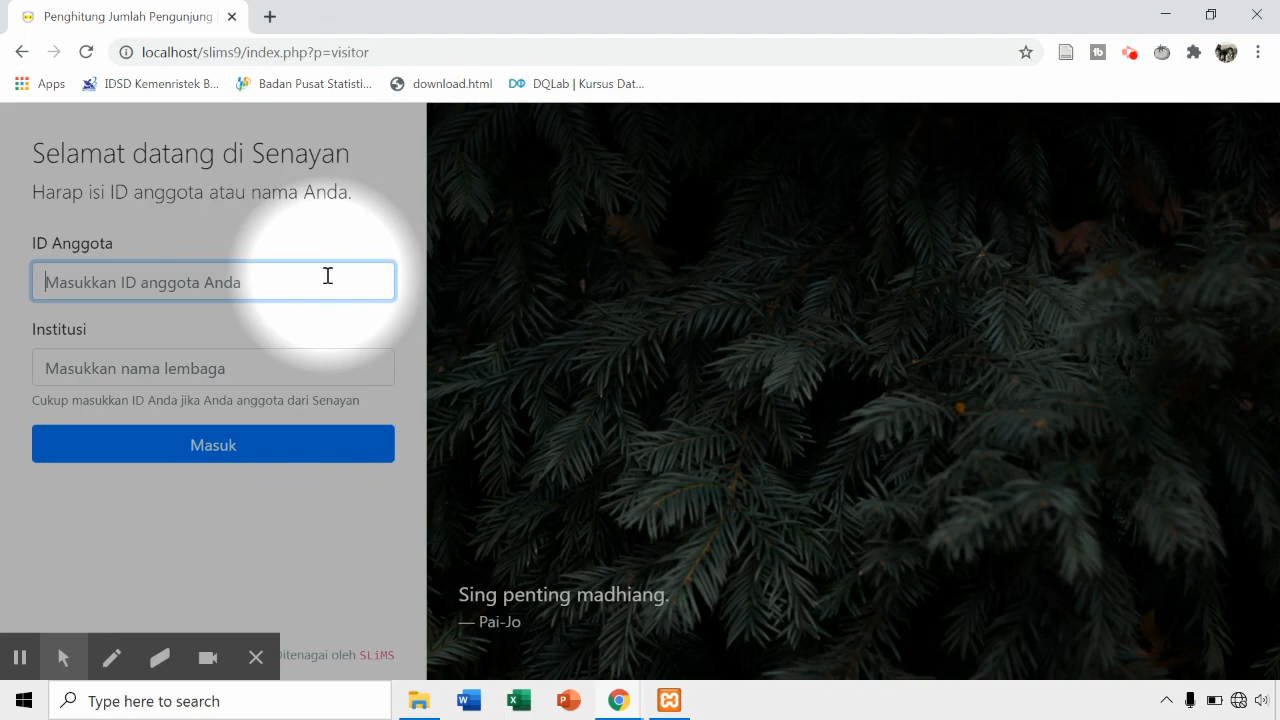 Penghitung Jumlah Pengunjung
localhost/slims9/index.php?p=visitor
Apps IDSD Kemenristek B... Badan Pusat Statisti... download.html DQLab | Kursus Dat...
Selamat datang di Senayan
Harap isi ID anggota atau nama Anda.
ID Anggota
Masukkan ID anggota Anda
Institusi
Masukkan nama lembaga
Cukup masukkan ID Anda jika Anda anggota dari Senayan
Masuk
Sing penting madhiang.
— Pai-Jo
Ditenagai oleh SLiMS
Type here to search